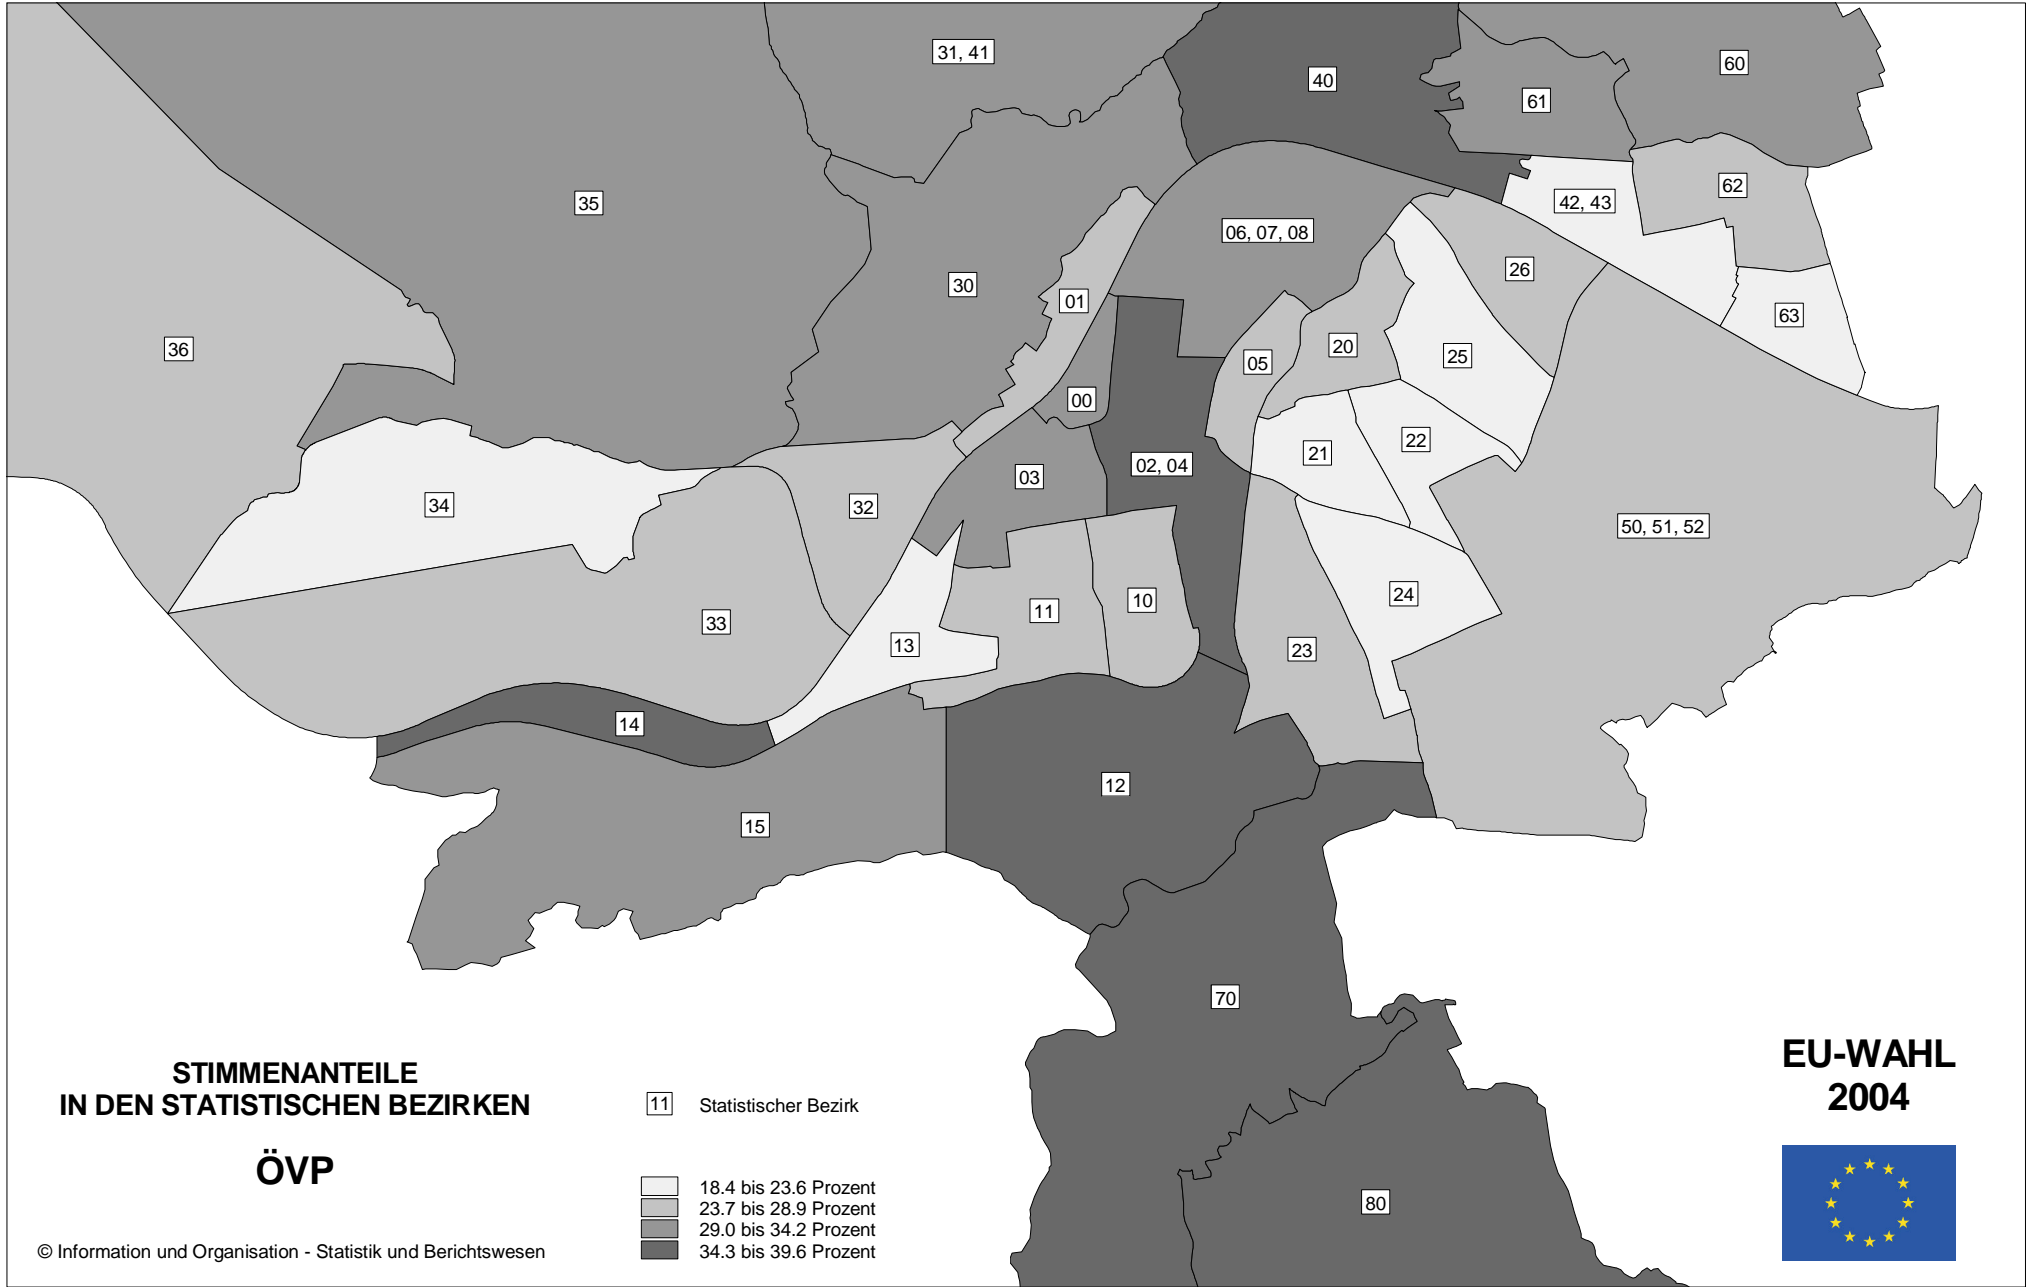 31, 41
40
60
61
35
42, 43
62
06, 07, 08
30
26
01
63
36
20
25
05
00
22
21
02, 04
03
34
32
50, 51, 52
24
10
11
33
13
23
14
12
15
70
80
STIMMENANTEILE
IN DEN STATISTISCHEN BEZIRKEN
ÖVP
© Information und Organisation - Statistik und Berichtswesen
11 Statistischer Bezirk
18.4 bis 23.6 Prozent
23.7 bis 28.9 Prozent
29.0 bis 34.2 Prozent
34.3 bis 39.6 Prozent
EU-WAHL
2004